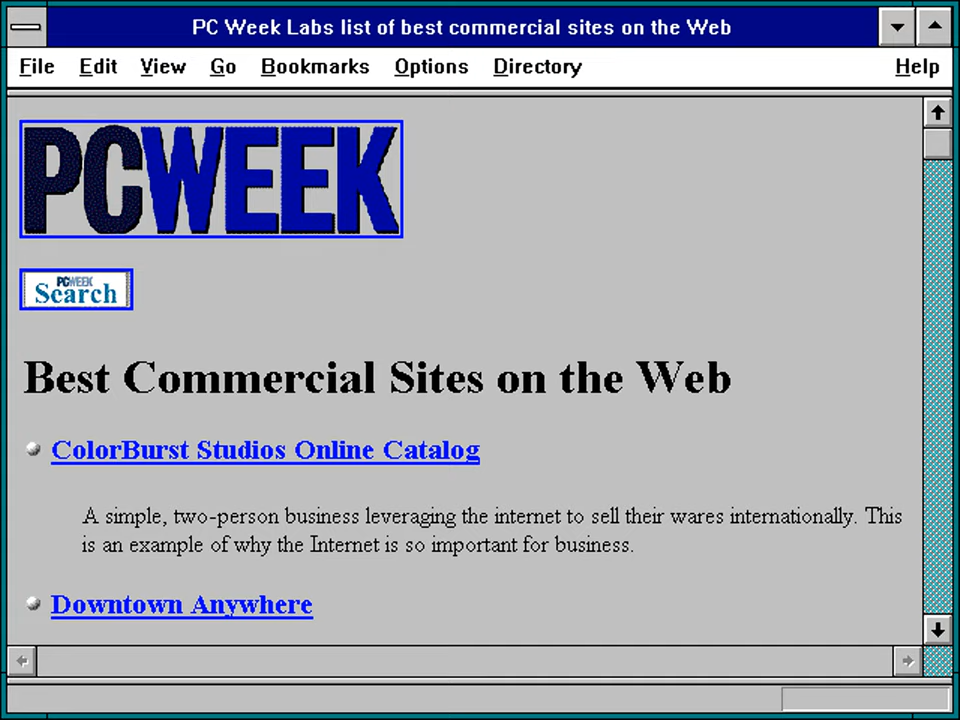 PC Week Labs list of best commercial sites on the Web
File Edit View Go Bookmarks Options Directory Help
PCWEEK
PCWEEK
Search
Best Commercial Sites on the Web
ColorBurst Studios Online Catalog
A simple, two-person business leveraging the internet to sell their wares internationally. This
is an example of why the Internet is so important for business.
Downtown Anywhere